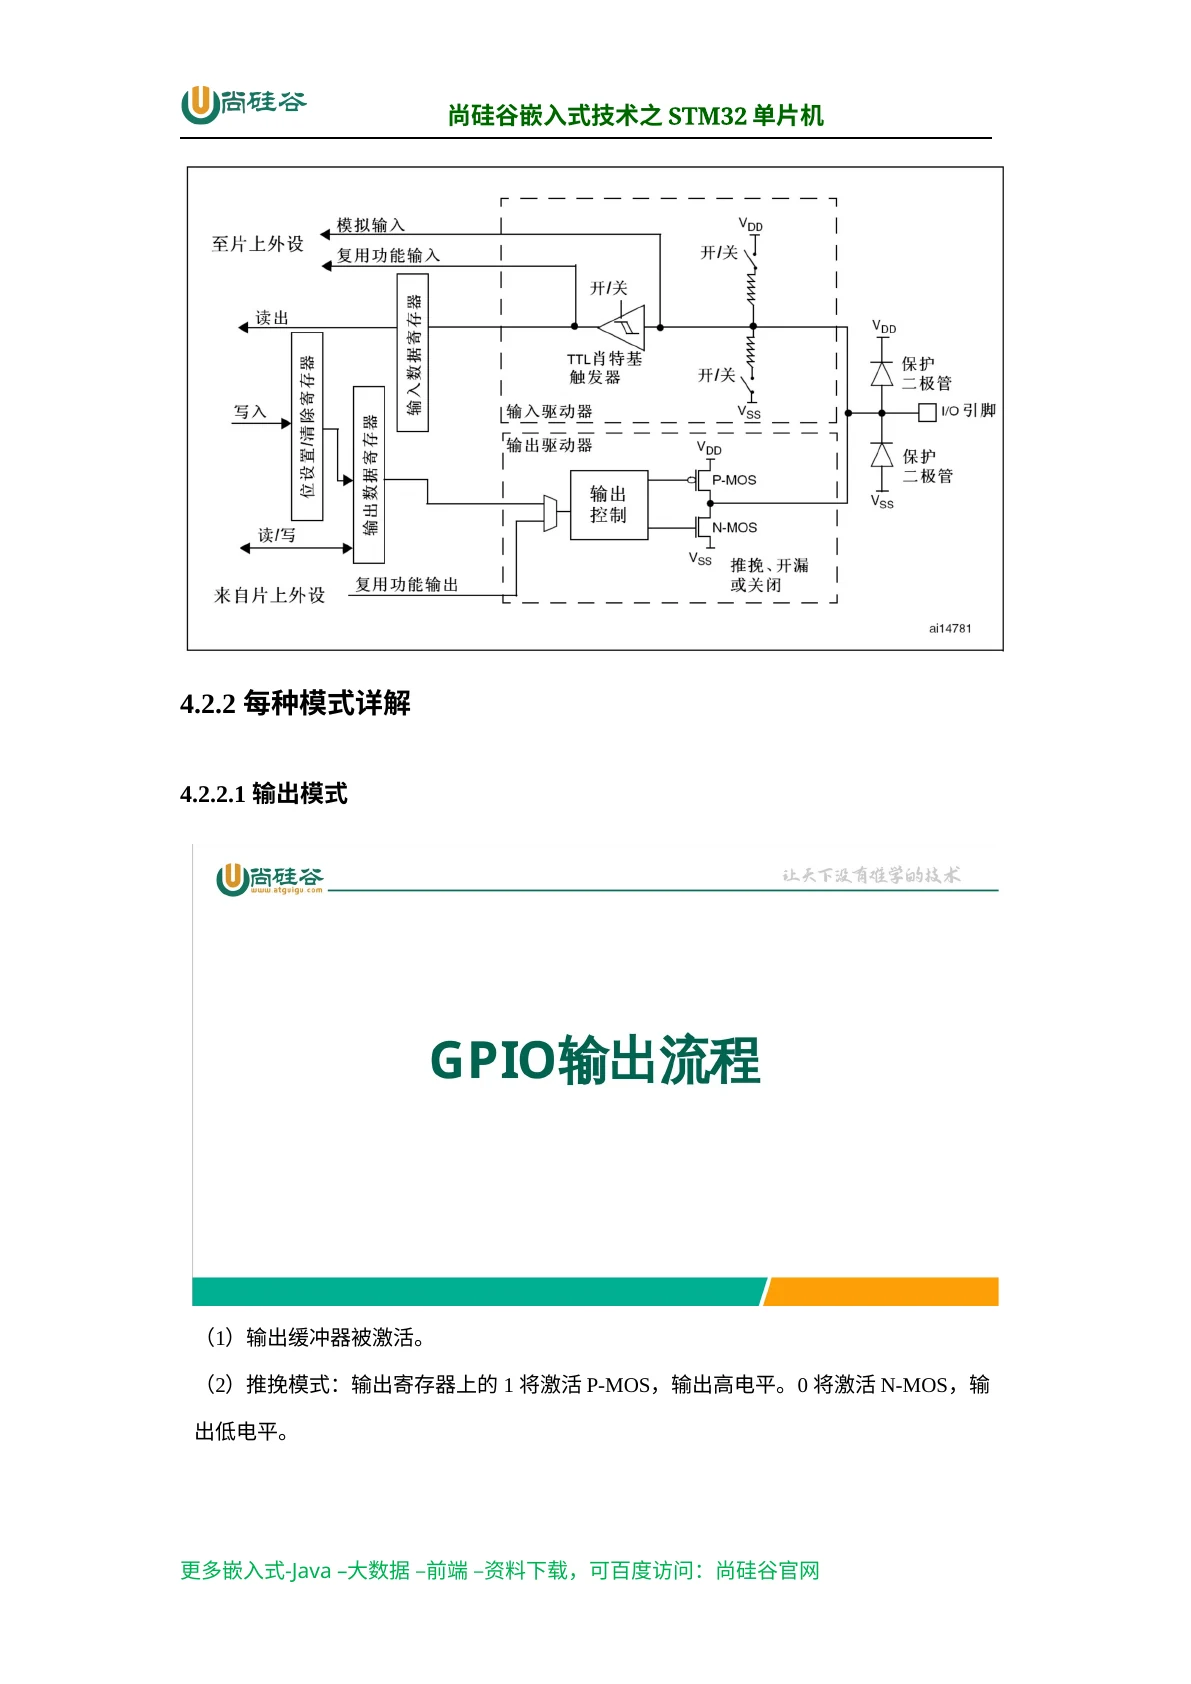 尚硅谷
尚硅谷嵌入式技术之 STM32 单片机
至片上外设
模拟输入
复用功能输入
读出
输入数据寄存器
位设置/清除寄存器
写入
输出数据寄存器
读/写
来自片上外设
复用功能输出
开/关
TTL肖特基
触发器
VDD
开/关
开/关
VSS
输入驱动器
输出驱动器
输出
控制
VDD
P-MOS
N-MOS
VSS
推挽、开漏
或关闭
VDD
保护
二极管
I/O 引脚
保护
二极管
VSS
ai14781
4.2.2 每种模式详解
4.2.2.1 输出模式
尚硅谷
www.atguigu.com
让天下没有难学的技术
GPIO输出流程
（1）输出缓冲器被激活。
（2）推挽模式：输出寄存器上的 1 将激活 P-MOS，输出高电平。0 将激活 N-MOS，输
出低电平。
更多嵌入式-Java –大数据 –前端 –资料下载，可百度访问：尚硅谷官网